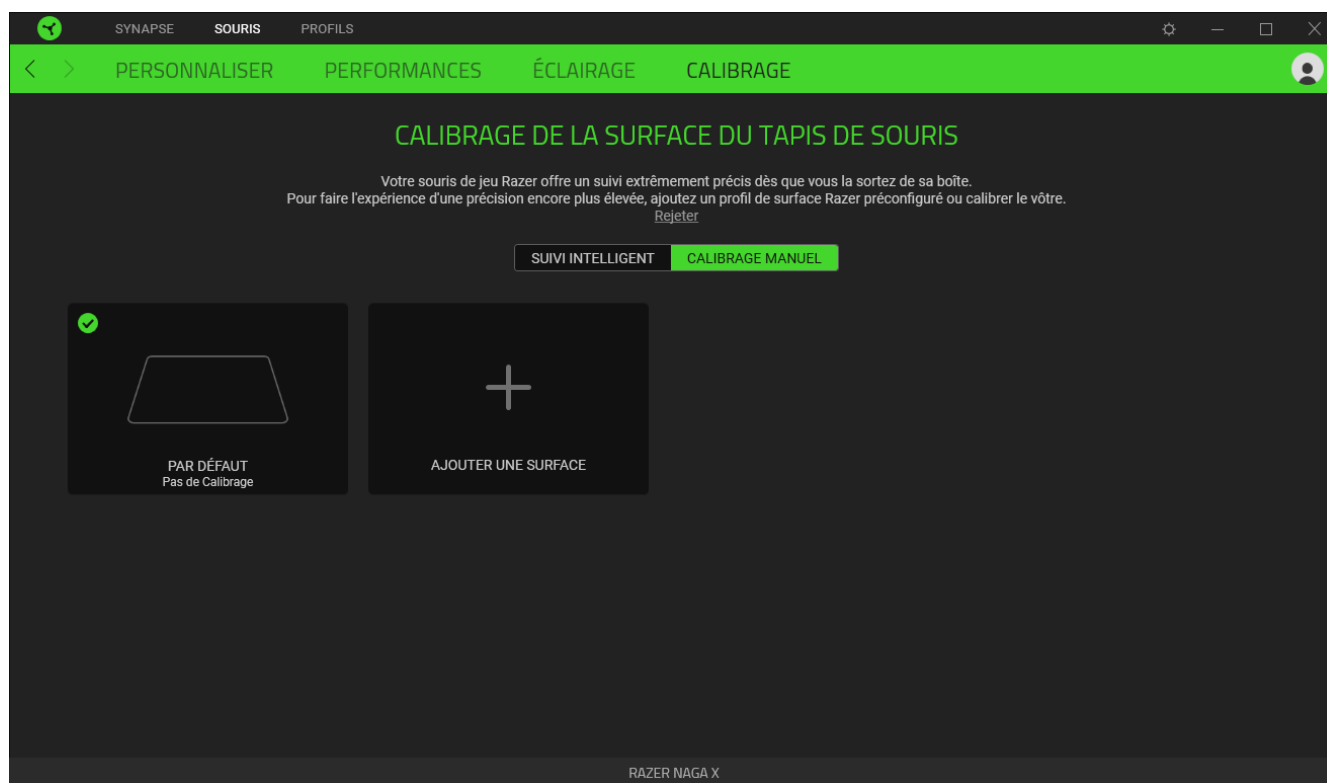 SYNAPSE SOURIS PROFILS
PERSONNALISER PERFORMANCES ÉCLAIRAGE CALIBRAGE
CALIBRAGE DE LA SURFACE DU TAPIS DE SOURIS
Votre souris de jeu Razer offre un suivi extrêmement précis dès que vous la sortez de sa boîte.
Pour faire l'expérience d'une précision encore plus élevée, ajoutez un profil de surface Razer préconfiguré ou calibrer le vôtre.
Rejeter
SUIVI INTELLIGENT CALIBRAGE MANUEL
PAR DÉFAUT
Pas de Calibrage
AJOUTER UNE SURFACE
RAZER NAGA X